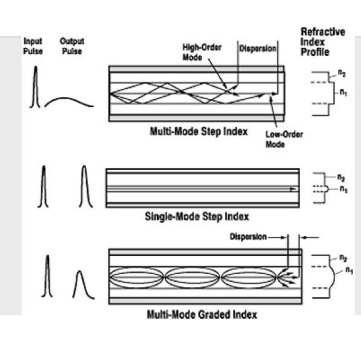 Input
Pulse
Output
Pulse
High-Order
Mode
Dispersion
Refractive
Index
Profile
n2
n1
Low-Order
Mode
Multi-Mode Step Index
n2
n1
Single-Mode Step Index
Dispersion
n2
n1
Multi-Mode Graded Index